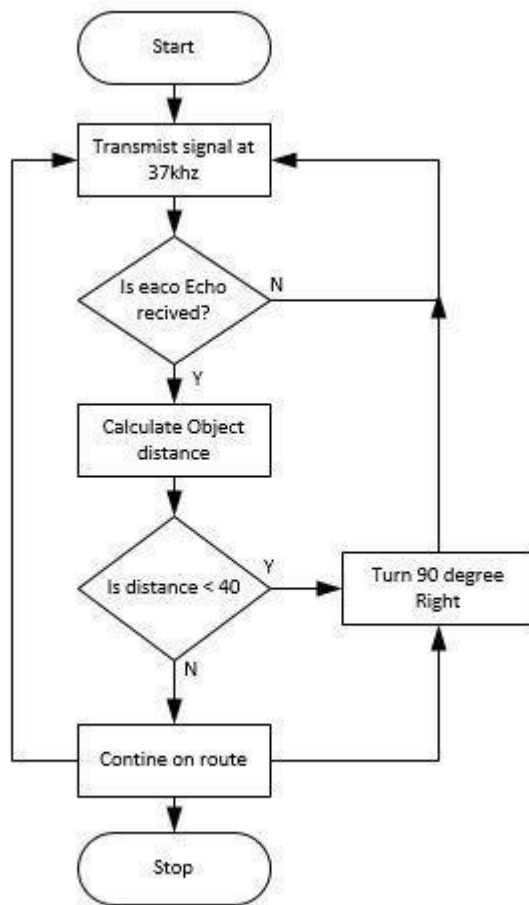 Start
Transmist signal at
37khz
Is eaco Echo
recived?
N
Y
Calculate Object
distance
Is distance < 40
Y
Turn 90 degree
Right
N
Contine on route
Stop